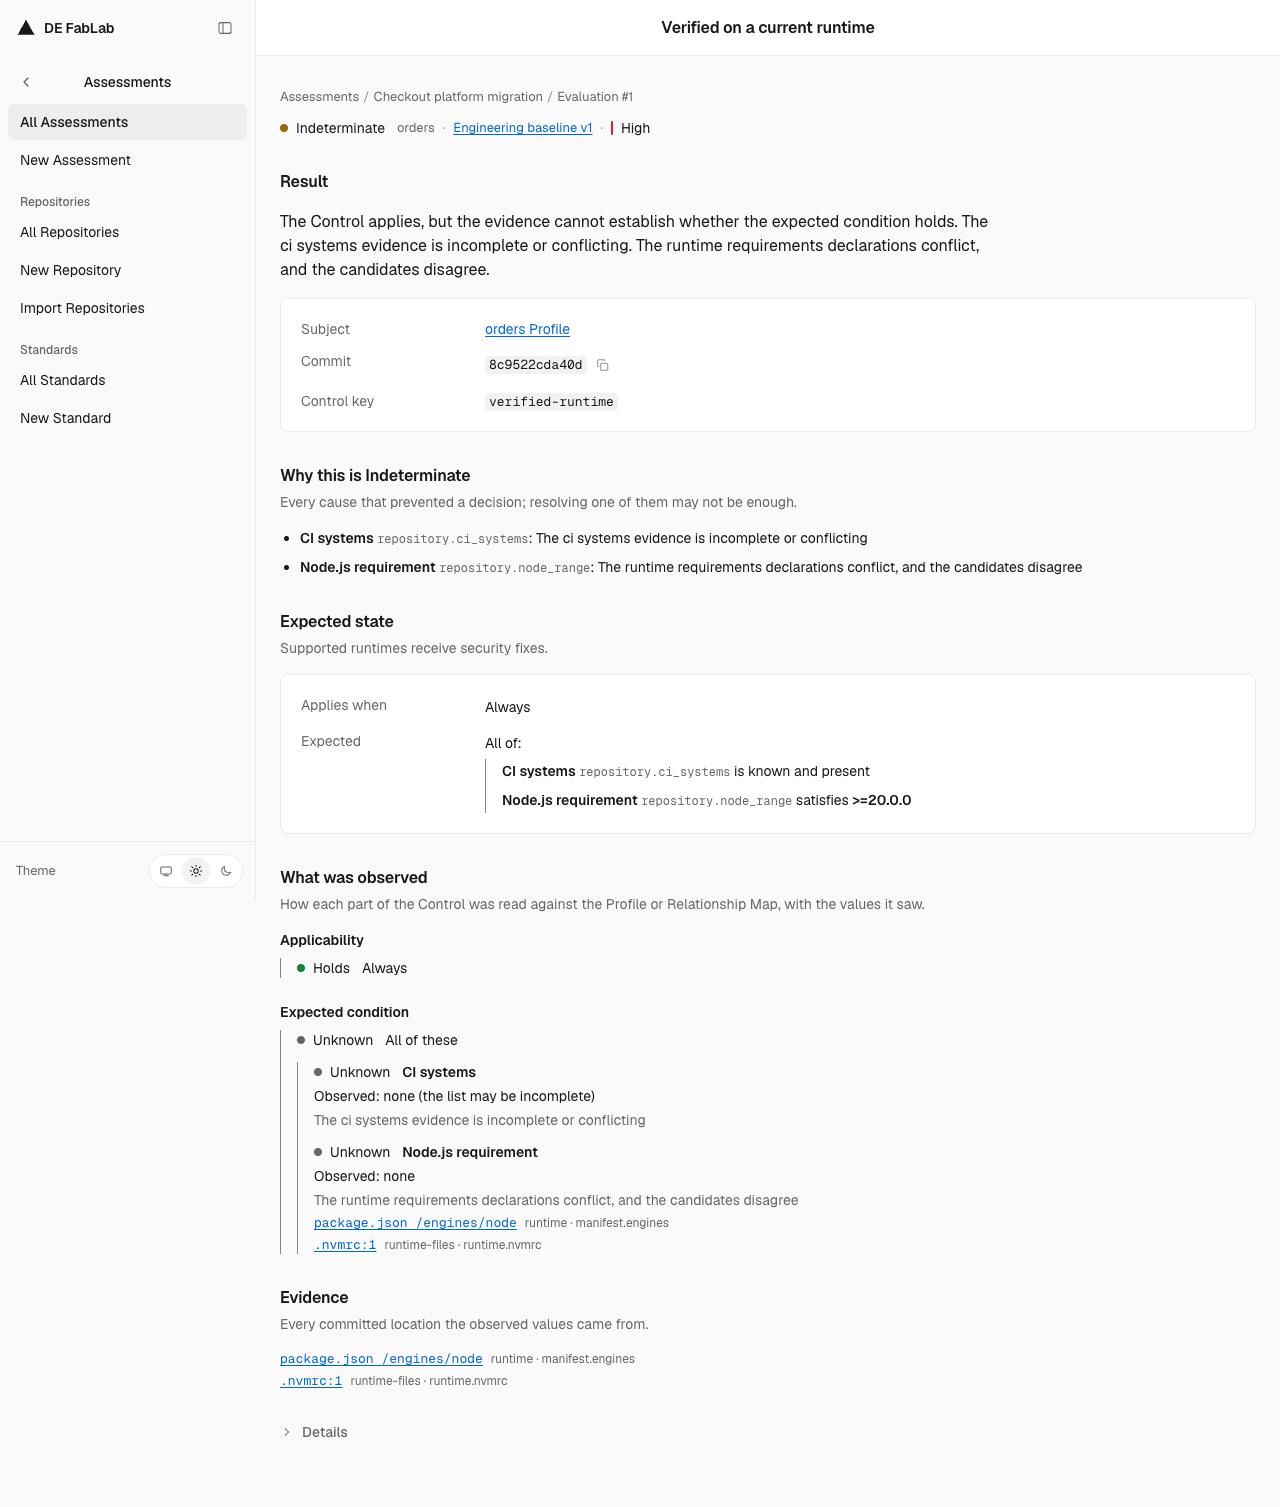 DE FabLab
Assessments
All Assessments
New Assessment
Repositories
All Repositories
New Repository
Import Repositories
Standards
All Standards
New Standard
Theme
Verified on a current runtime
Assessments / Checkout platform migration / Evaluation #1
Indeterminate orders · Engineering baseline v1 · High
Result
The Control applies, but the evidence cannot establish whether the expected condition holds. The
ci systems evidence is incomplete or conflicting. The runtime requirements declarations conflict,
and the candidates disagree.
Subject orders Profile
Commit 8c9522cda40d
Control key verified-runtime
Why this is Indeterminate
Every cause that prevented a decision; resolving one of them may not be enough.
• CI systems repository.ci_systems: The ci systems evidence is incomplete or conflicting
• Node.js requirement repository.node_range: The runtime requirements declarations conflict, and the candidates disagree
Expected state
Supported runtimes receive security fixes.
Applies when Always
Expected All of:
CI systems repository.ci_systems is known and present
Node.js requirement repository.node_range satisfies >=20.0.0
What was observed
How each part of the Control was read against the Profile or Relationship Map, with the values it saw.
Applicability
Holds Always
Expected condition
Unknown All of these
Unknown CI systems
Observed: none (the list may be incomplete)
The ci systems evidence is incomplete or conflicting
Unknown Node.js requirement
Observed: none
The runtime requirements declarations conflict, and the candidates disagree
package.json /engines/node runtime · manifest.engines
.nvmrc:1 runtime-files · runtime.nvmrc
Evidence
Every committed location the observed values came from.
package.json /engines/node runtime · manifest.engines
.nvmrc:1 runtime-files · runtime.nvmrc
Details